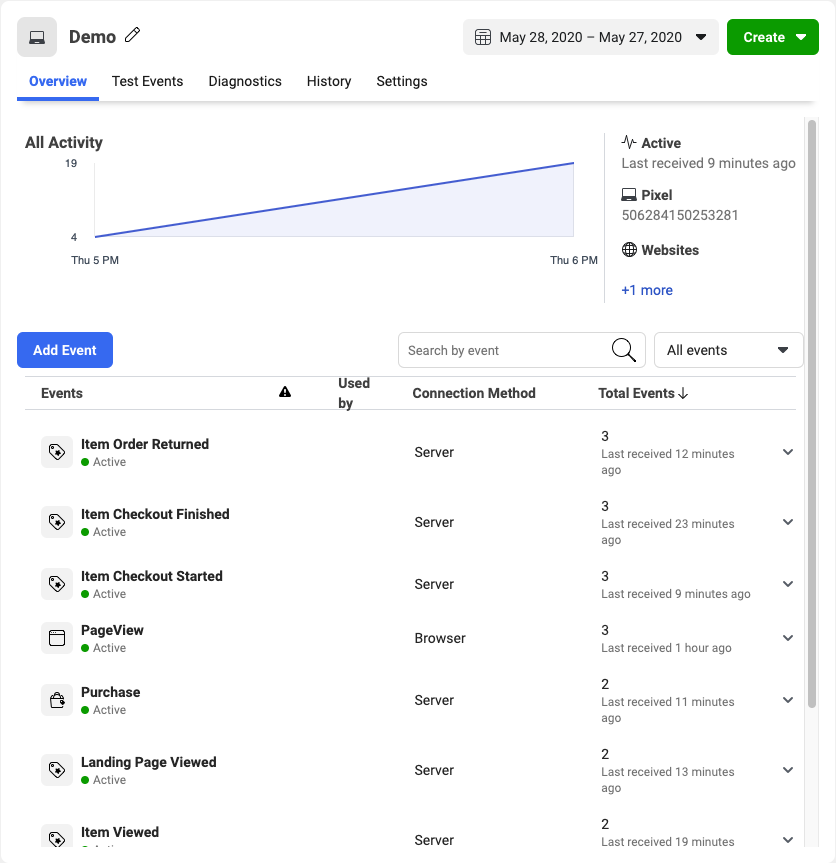 Demo
May 28, 2020 – May 27, 2020
Create
Overview
Test Events
Diagnostics
History
Settings
All Activity
19
4
Thu 5 PM
Thu 6 PM
Active
Last received 9 minutes ago
Pixel
506284150253281
Websites
+1 more
Add Event
Search by event
All events
Events
Used
by
Connection Method
Total Events
Item Order Returned
Active
Server
3
Last received 12 minutes
ago
Item Checkout Finished
Active
Server
3
Last received 23 minutes
ago
Item Checkout Started
Active
Server
3
Last received 9 minutes ago
PageView
Active
Browser
3
Last received 1 hour ago
Purchase
Active
Server
2
Last received 11 minutes
ago
Landing Page Viewed
Active
Server
2
Last received 13 minutes
ago
Item Viewed
Server
2
Last received 19 minutes